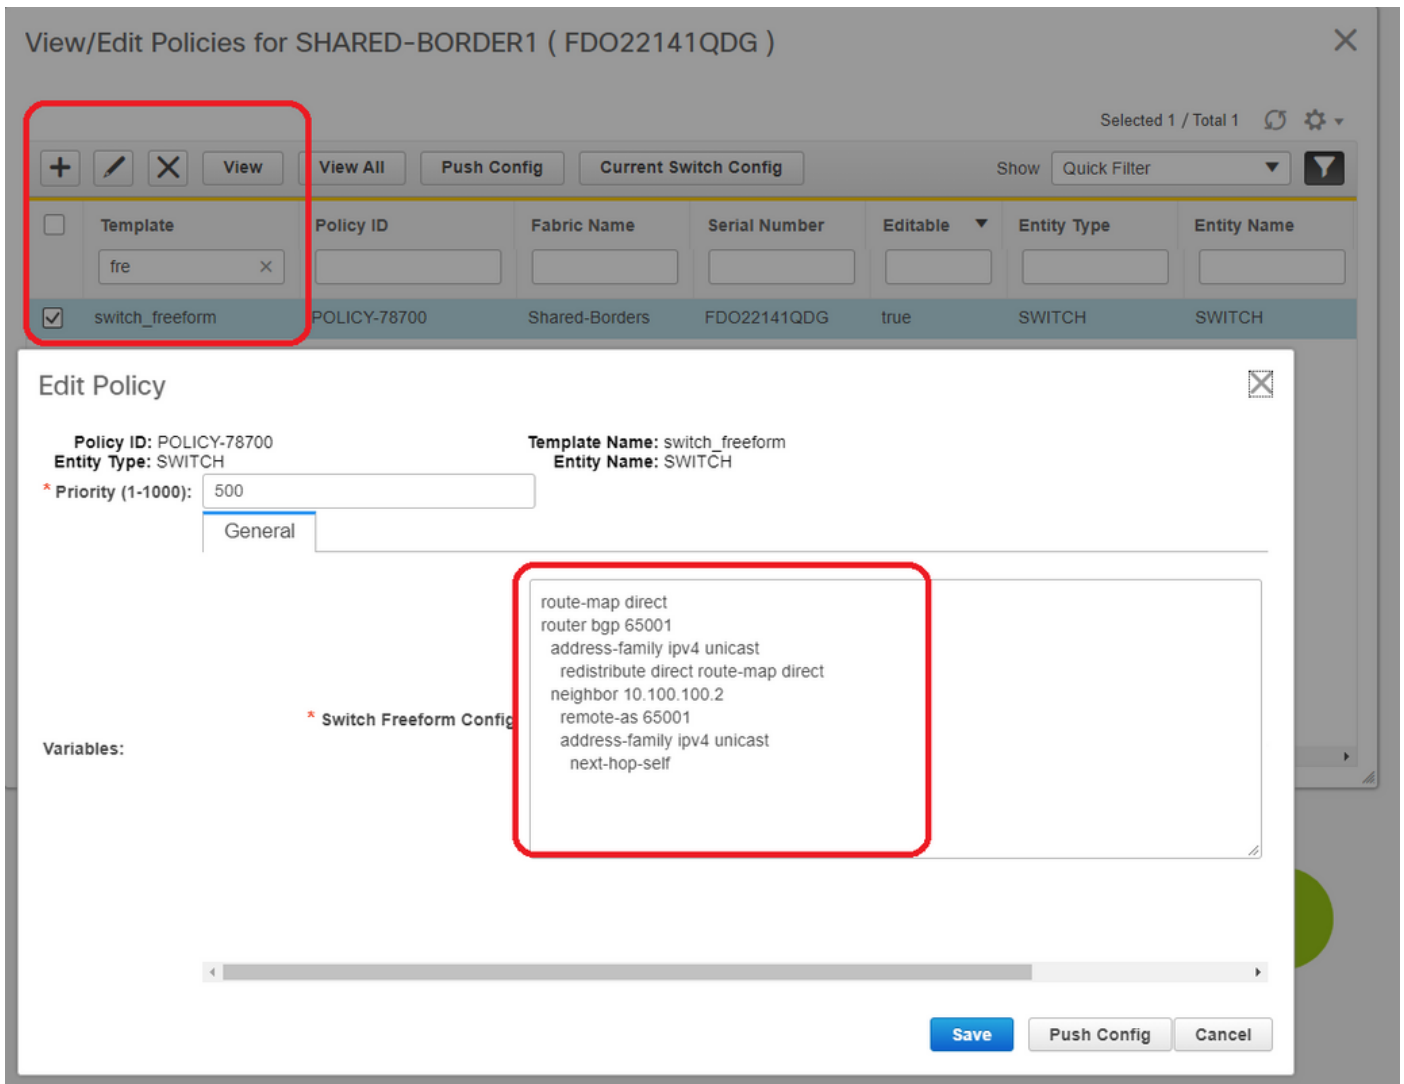 View/Edit Policies for SHARED-BORDER1 ( FDO22141QDG )
Selected 1 / Total 1
View View All Push Config Current Switch Config Show Quick Filter
Template Policy ID Fabric Name Serial Number Editable Entity Type Entity Name
fre
switch_freeform POLICY-78700 Shared-Borders FDO22141QDG true SWITCH SWITCH
Edit Policy
Policy ID: POLICY-78700 Template Name: switch_freeform
Entity Type: SWITCH Entity Name: SWITCH
* Priority (1-1000): 500
General
route-map direct
router bgp 65001
address-family ipv4 unicast
redistribute direct route-map direct
neighbor 10.100.100.2
remote-as 65001
* Switch Freeform Config
address-family ipv4 unicast
Variables:
next-hop-self
Save Push Config Cancel